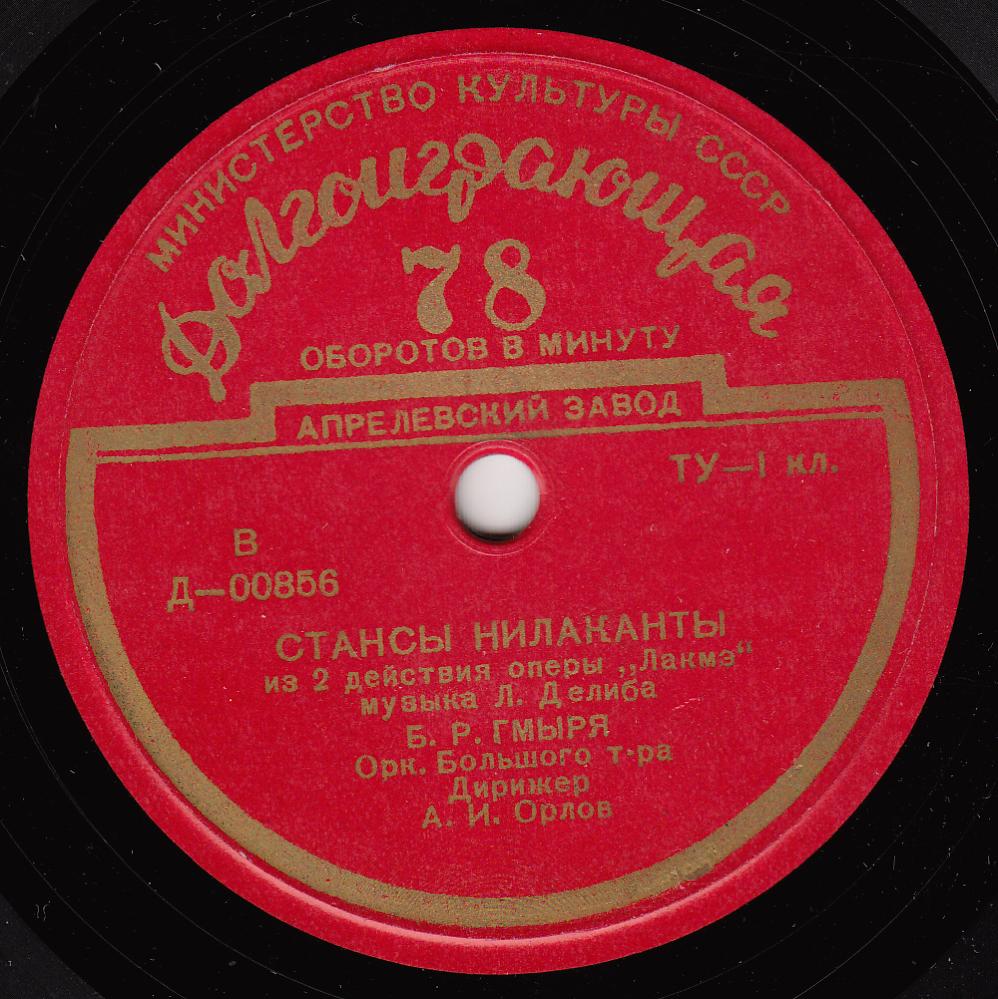 МИНИСТЕРСТВО КУЛЬТУРЫ СССР
Долгоиграющая
78
ОБОРОТОВ В МИНУТУ
АПРЕЛЕВСКИЙ ЗАВОД
ТУ—1 кл.
В
Д—00856
СТАНСЫ НИЛАКАНТЫ
из 2 действия оперы „Лакмэ“
музыка Л. Делиба
Б. Р. ГМЫРЯ
Орк. Большого т-ра
Дирижер
А. И. Орлов